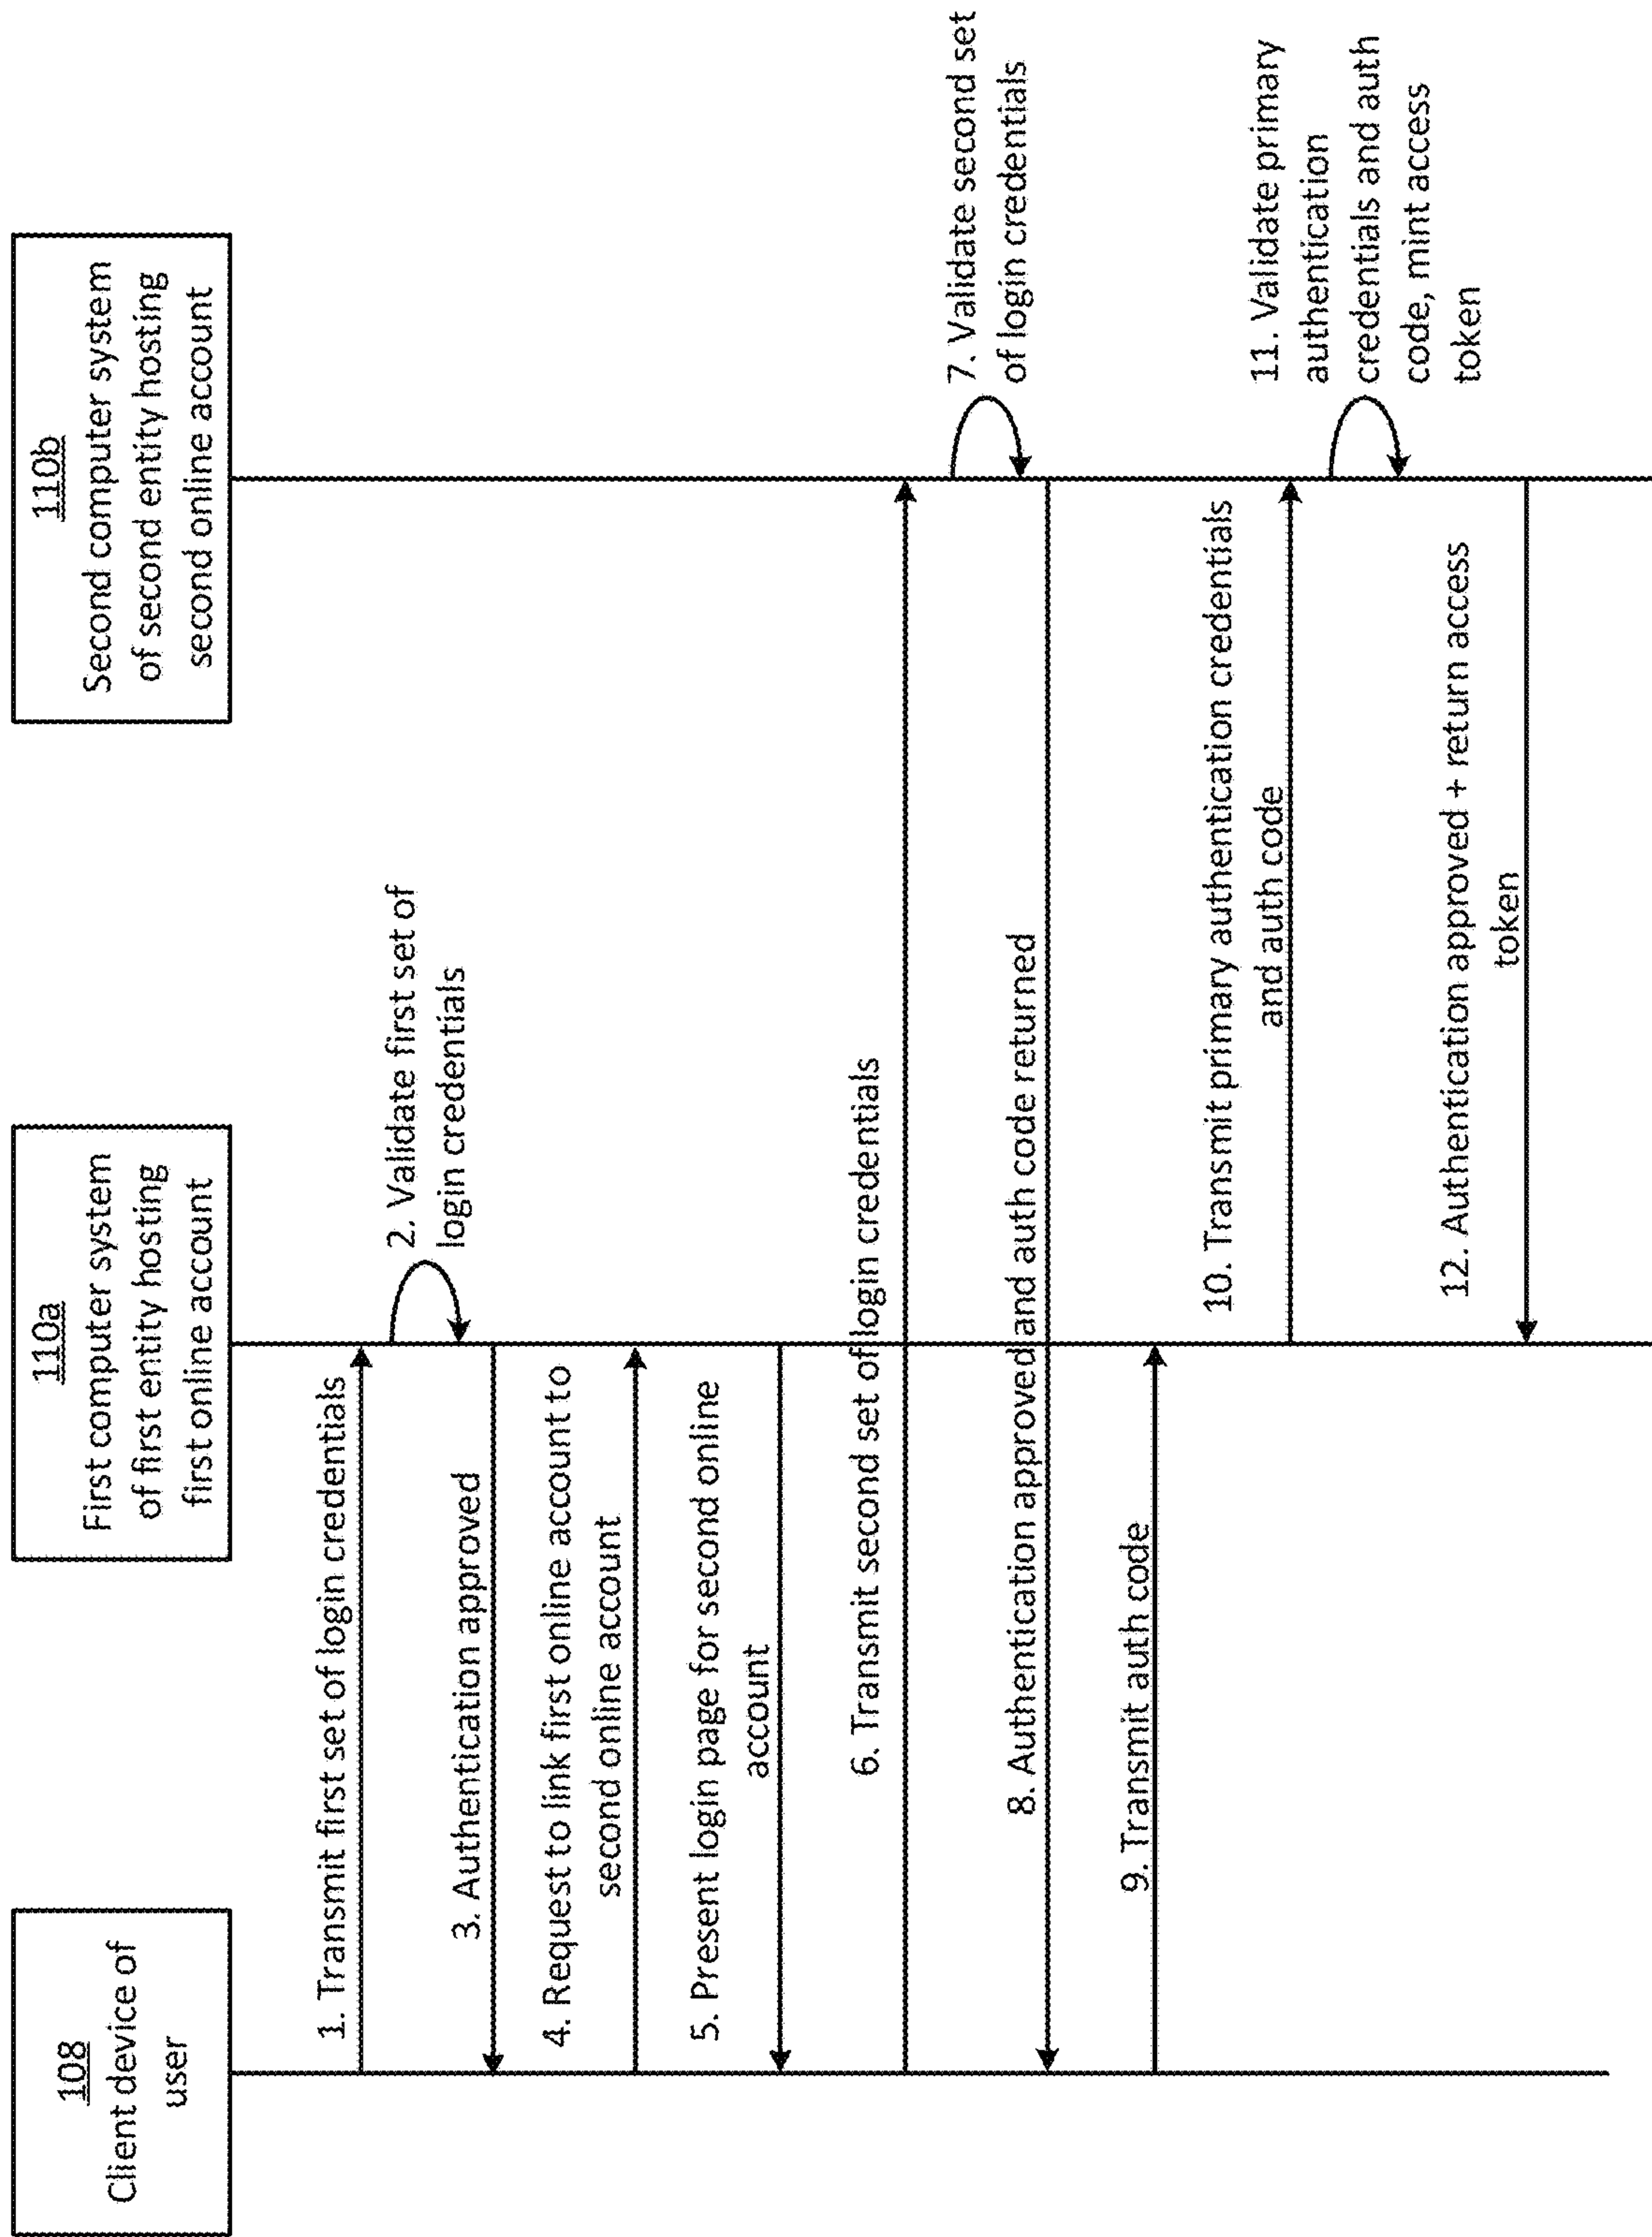 108
Client device of
user
110a
First computer system
of first entity hosting
first online account
110b
Second computer system
of second entity hosting
second online account
1. Transmit first set of login credentials
2. Validate first set of
login credentials
3. Authentication approved
4. Request to link first online account to
second online account
5. Present login page for second online
account
6. Transmit second set of login credentials
7. Validate second set
of login credentials
8. Authentication approved and auth code returned
9. Transmit auth code
10. Transmit primary authentication credentials
and auth code
11. Validate primary
authentication
credentials and auth
code, mint access
token
12. Authentication approved + return access
token